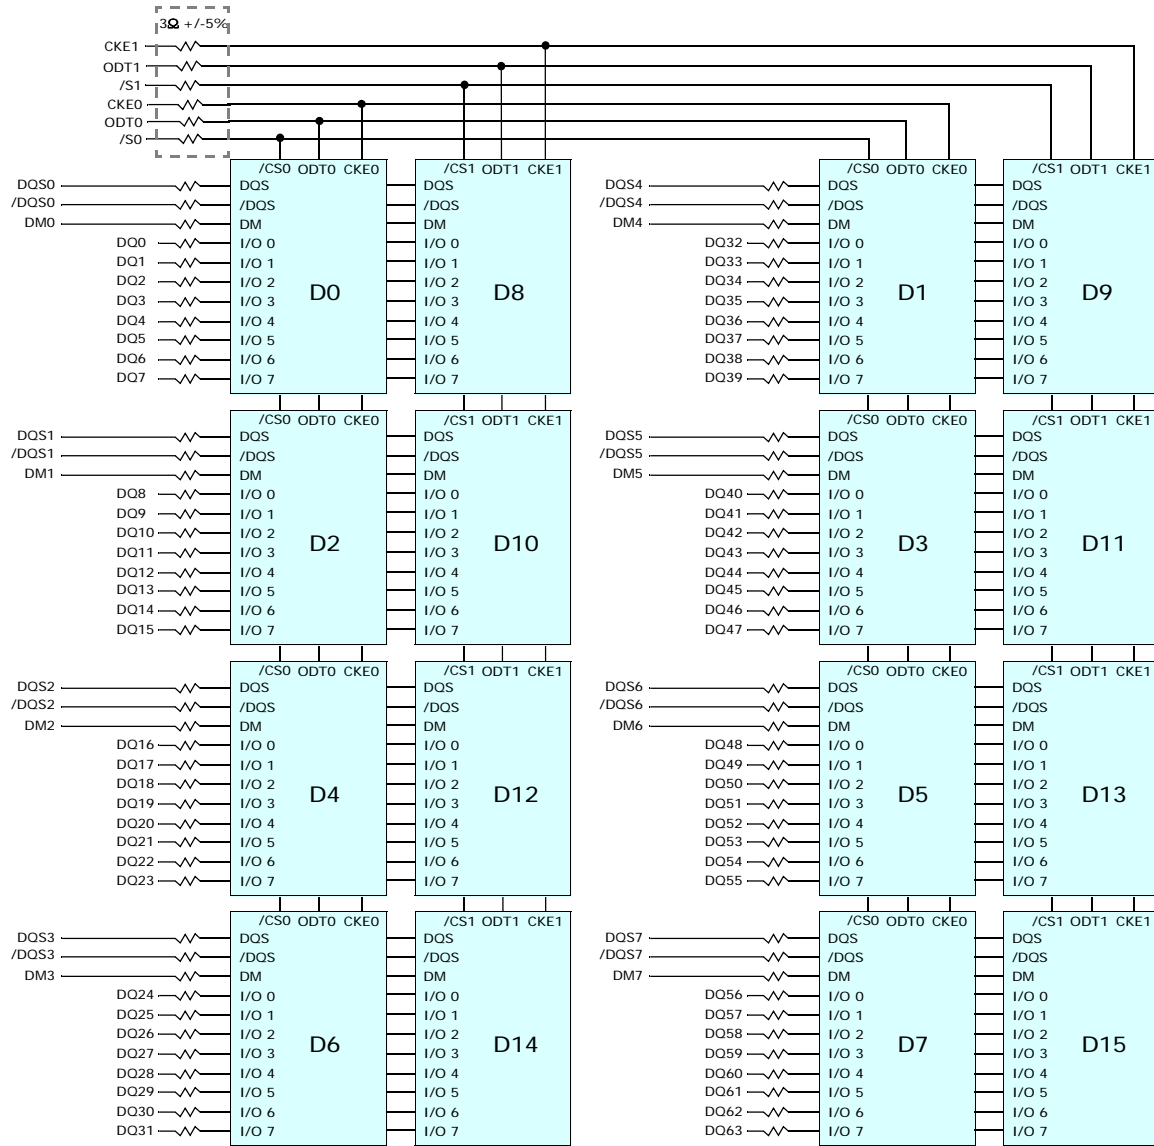 3Ω +/-5%
CKE1
ODT1
/S1
CKE0
ODT0
/S0
/CS0 ODT0 CKE0
/CS1 ODT1 CKE1
/CS0 ODT0 CKE0
/CS1 ODT1 CKE1
DQS0 DQS DQS DQS4 DQS DQS
/DQS0 /DQS /DQS /DQS4 /DQS /DQS
DM0 DM DM DM4 DM DM
DQ0 I/O 0 I/O 0 DQ32 I/O 0 I/O 0
DQ1 I/O 1 I/O 1 DQ33 I/O 1 I/O 1
DQ2 I/O 2 I/O 2 DQ34 I/O 2 I/O 2
D0 D8 D1 D9
DQ3 I/O 3 I/O 3 DQ35 I/O 3 I/O 3
DQ4 I/O 4 I/O 4 DQ36 I/O 4 I/O 4
DQ5 I/O 5 I/O 5 DQ37 I/O 5 I/O 5
DQ6 I/O 6 I/O 6 DQ38 I/O 6 I/O 6
DQ7 I/O 7 I/O 7 DQ39 I/O 7 I/O 7
/CS0 ODT0 CKE0
/CS1 ODT1 CKE1
/CS0 ODT0 CKE0
/CS1 ODT1 CKE1
DQS1 DQS DQS DQS5 DQS DQS
/DQS1 /DQS /DQS /DQS5 /DQS /DQS
DM1 DM DM DM5 DM DM
DQ8 I/O 0 I/O 0 DQ40 I/O 0 I/O 0
DQ9 I/O 1 I/O 1 DQ41 I/O 1 I/O 1
DQ10 I/O 2 I/O 2 DQ42 I/O 2 I/O 2
D2 D10 D3 D11
DQ11 I/O 3 I/O 3 DQ43 I/O 3 I/O 3
DQ12 I/O 4 I/O 4 DQ44 I/O 4 I/O 4
DQ13 I/O 5 I/O 5 DQ45 I/O 5 I/O 5
DQ14 I/O 6 I/O 6 DQ46 I/O 6 I/O 6
DQ15 I/O 7 I/O 7 DQ47 I/O 7 I/O 7
/CS0 ODT0 CKE0
/CS1 ODT1 CKE1
/CS0 ODT0 CKE0
/CS1 ODT1 CKE1
DQS2 DQS DQS DQS6 DQS DQS
/DQS2 /DQS /DQS /DQS6 /DQS /DQS
DM2 DM DM DM6 DM DM
DQ16 I/O 0 I/O 0 DQ48 I/O 0 I/O 0
DQ17 I/O 1 I/O 1 DQ49 I/O 1 I/O 1
DQ18 I/O 2 I/O 2 DQ50 I/O 2 I/O 2
D4 D12 D5 D13
DQ19 I/O 3 I/O 3 DQ51 I/O 3 I/O 3
DQ20 I/O 4 I/O 4 DQ52 I/O 4 I/O 4
DQ21 I/O 5 I/O 5 DQ53 I/O 5 I/O 5
DQ22 I/O 6 I/O 6 DQ54 I/O 6 I/O 6
DQ23 I/O 7 I/O 7 DQ55 I/O 7 I/O 7
/CS0 ODT0 CKE0
/CS1 ODT1 CKE1
/CS0 ODT0 CKE0
/CS1 ODT1 CKE1
DQS3 DQS DQS DQS7 DQS DQS
/DQS3 /DQS /DQS /DQS7 /DQS /DQS
DM3 DM DM DM7 DM DM
DQ24 I/O 0 I/O 0 DQ56 I/O 0 I/O 0
DQ25 I/O 1 I/O 1 DQ57 I/O 1 I/O 1
DQ26 I/O 2 I/O 2 DQ58 I/O 2 I/O 2
D6 D14 D7 D15
DQ27 I/O 3 I/O 3 DQ59 I/O 3 I/O 3
DQ28 I/O 4 I/O 4 DQ60 I/O 4 I/O 4
DQ29 I/O 5 I/O 5 DQ61 I/O 5 I/O 5
DQ30 I/O 6 I/O 6 DQ62 I/O 6 I/O 6
DQ31 I/O 7 I/O 7 DQ63 I/O 7 I/O 7